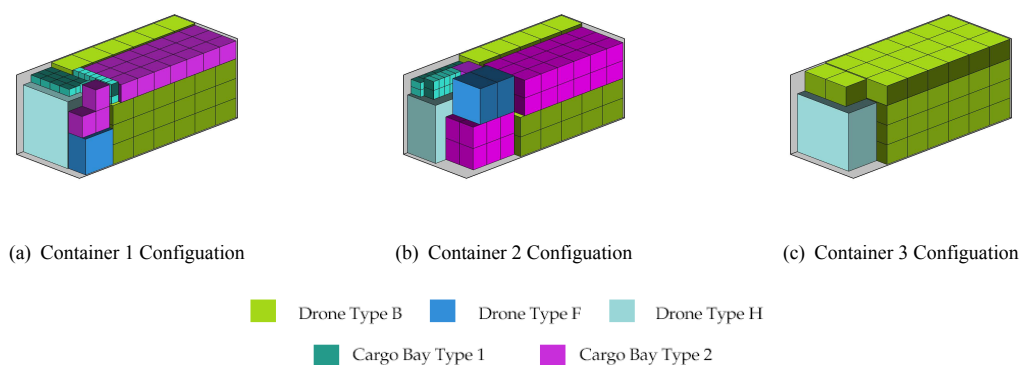 (a) Container 1 Configuation
(b) Container 2 Configuation
(c) Container 3 Configuation
Drone Type B
Drone Type F
Drone Type H
Cargo Bay Type 1
Cargo Bay Type 2